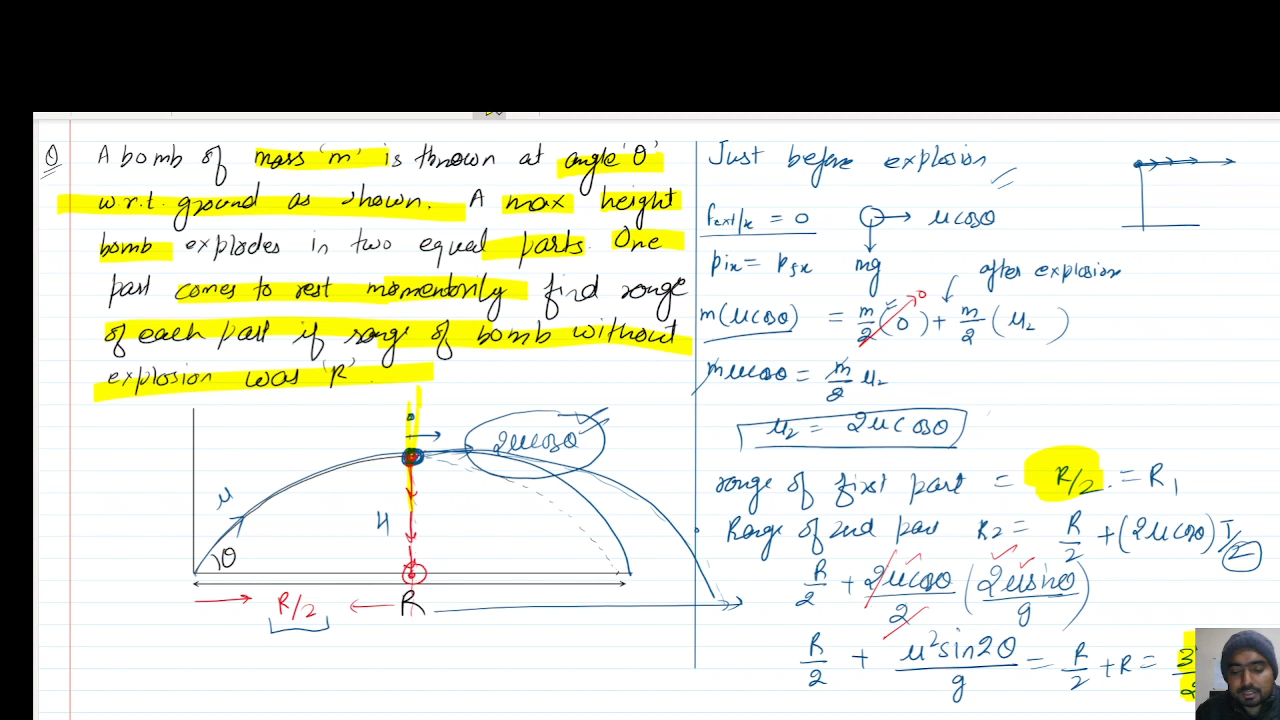 Q A bomb of mass 'm' is thrown at angle 'θ'
w.r.t. ground as shown. A max height
bomb explodes in two equal parts. One
part comes to rest momentorily find range
of each part if range of bomb without
explosion was 'R'.
2ucosθ
u
H
θ
R/2
R
Just before explosion
Fext/x = 0
ucosθ
pix = pfx
mg
after explosion
m(ucosθ) = m/2 (0) + m/2 (u2)
0
mucosθ = m/2 u2
u2 = 2ucosθ
range of first part = R/2 = R1
Range of 2nd part R2 = R/2 + (2ucosθ) T/2
R/2 + 2ucosθ/2 (2usinθ/g)
R/2 + u²sin2θ/g = R/2 + R = 3
2